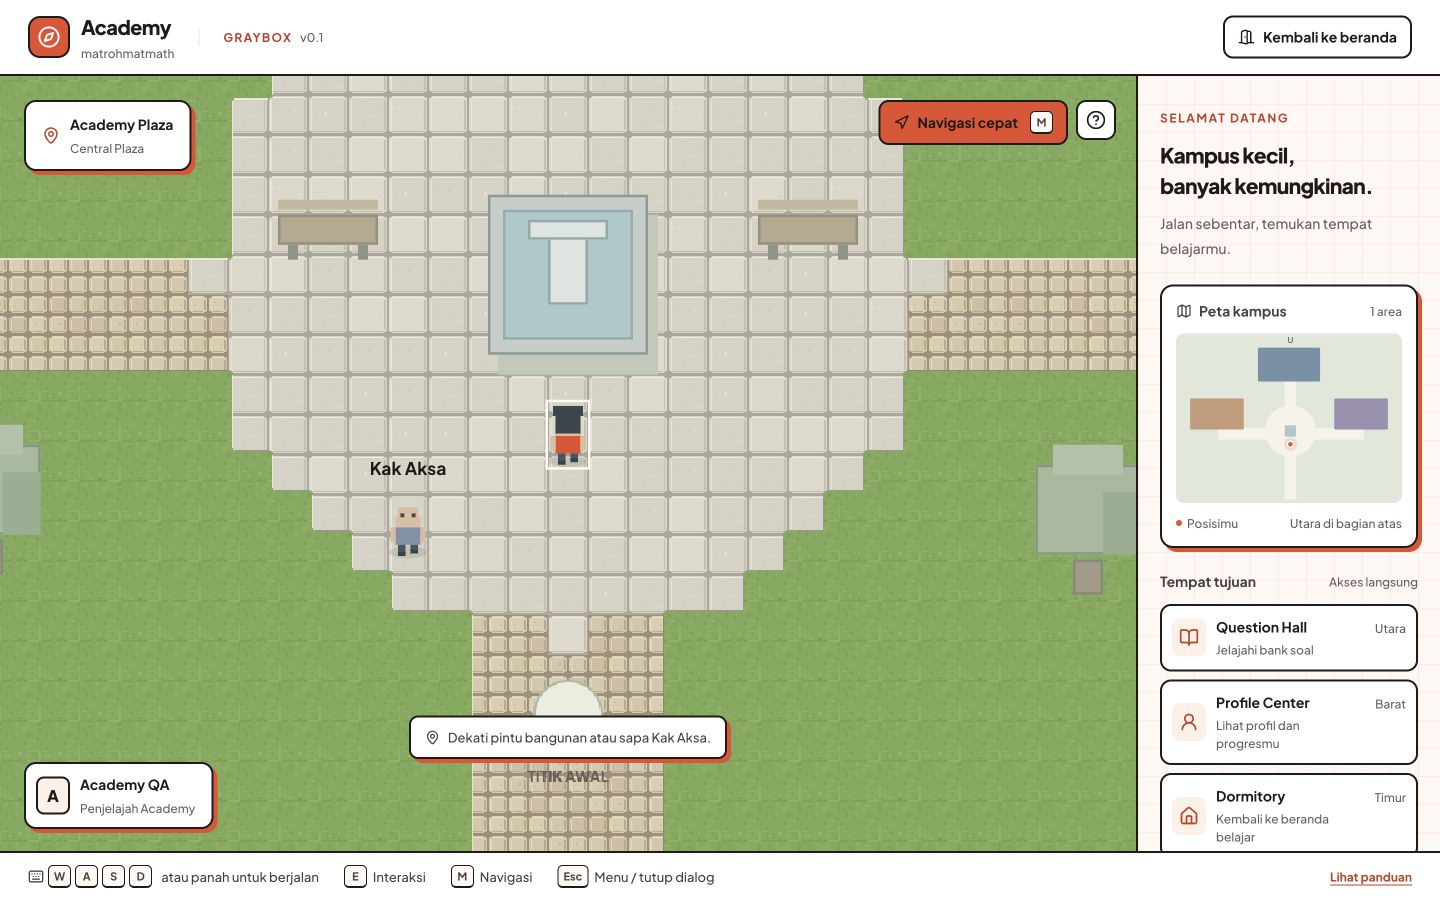 Academy
matrohmatmath
GRAYBOX v0.1
Kembali ke beranda
Academy Plaza
Central Plaza
Navigasi cepat M
Kak Aksa
Dekati pintu bangunan atau sapa Kak Aksa.
TITIK AWAL
A
Academy QA
Penjelajah Academy
SELAMAT DATANG
Kampus kecil,
banyak kemungkinan.
Jalan sebentar, temukan tempat
belajarmu.
Peta kampus 1 area
U
Posisimu Utara di bagian atas
Tempat tujuan Akses langsung
Question Hall Utara
Jelajahi bank soal
Profile Center Barat
Lihat profil dan
progresmu
Dormitory Timur
Kembali ke beranda
belajar
W A S D atau panah untuk berjalan E Interaksi M Navigasi Esc Menu / tutup dialog
Lihat panduan